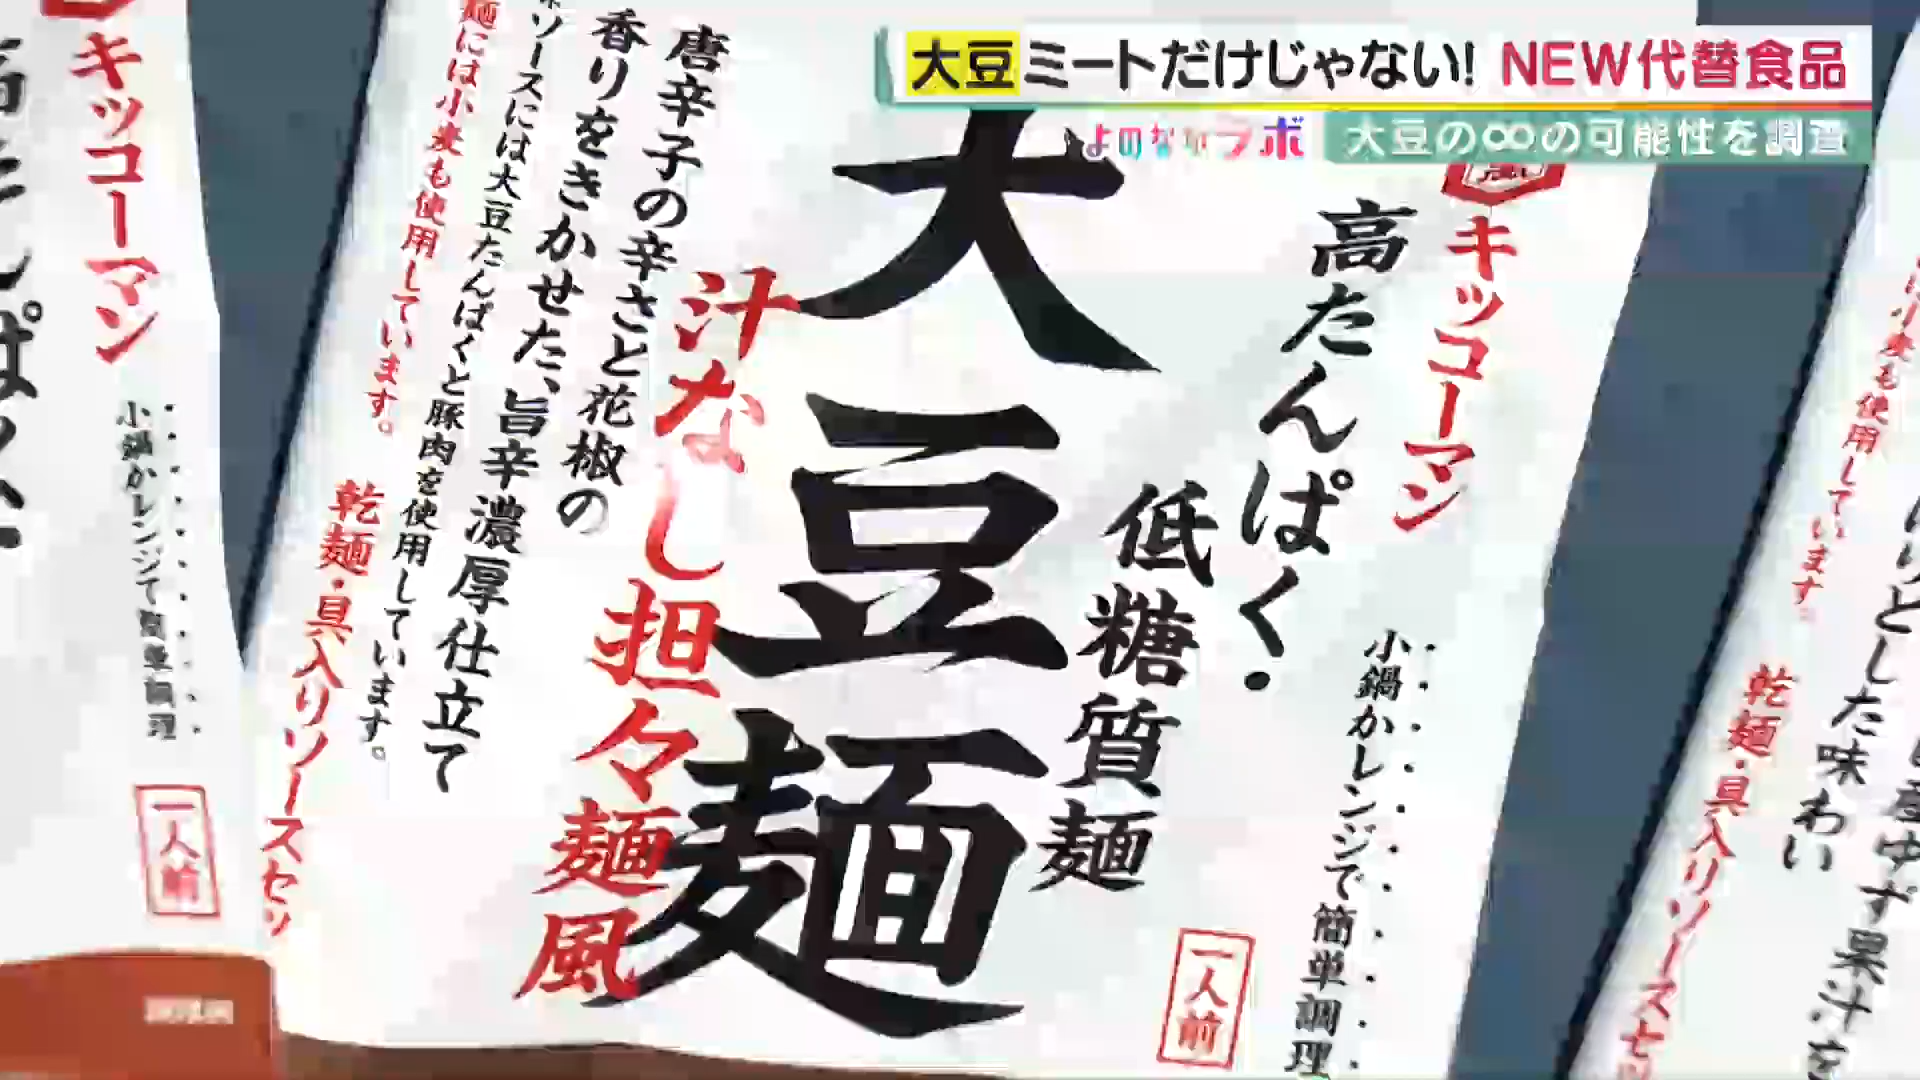 大豆ミートだけじゃない! NEW代替食品
よのなかラボ
大豆の∞の可能性を調査
キッコーマン
高たんぱく・
低糖質麺
小鍋かレンジで簡単調理
一人前
大豆麺
汁なし担々麺風
唐辛子の辛さと花椒の
香りをきかせた、旨辛濃厚仕立て
ソースには大豆たんぱくと豚肉を使用しています。
麺には小麦も使用しています。
乾麺・具入りソースセッ
キッコーマン
小鍋かレンジで簡単調理
一人前
小麦も使用しています。
乾麺・具入りソースセ
りとした味わい
産ゆず果汁を